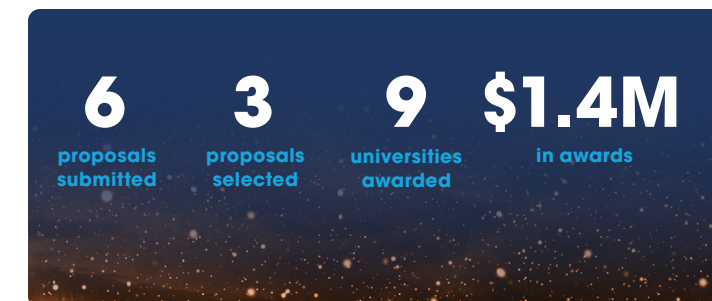 6
proposals
submitted
3
proposals
selected
9
universities
awarded
$1.4M
in awards